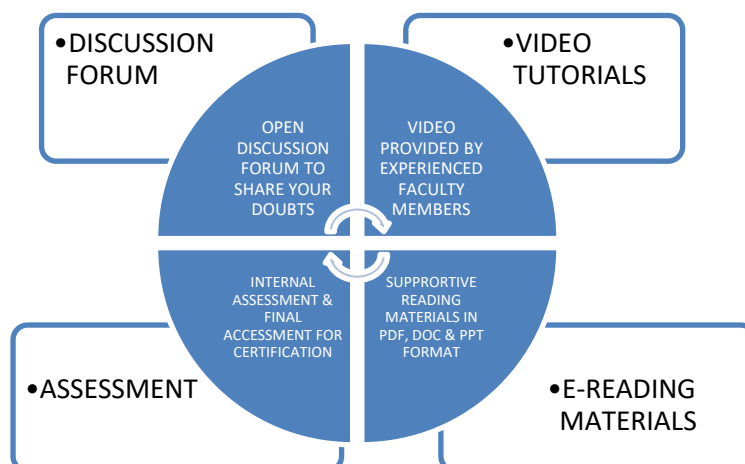 •DISCUSSION
FORUM
•VIDEO
TUTORIALS
OPEN
DISCUSSION
FORUM TO
SHARE YOUR
DOUBTS
VIDEO
PROVIDED BY
EXPERIENCED
FACULTY
MEMBERS
INTERNAL
ASSESSMENT &
FINAL
ACCESSMENT FOR
CERTIFICATION
SUPPRORTIVE
READING
MATERIALS IN
PDF, DOC & PPT
FORMAT
•ASSESSMENT
•E-READING
MATERIALS